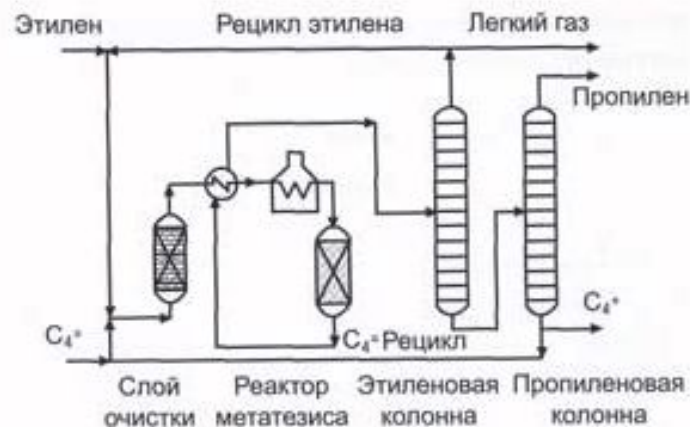 Этилен
Рецикл этилена
Легкий газ
Пропилен
C₄⁼
C₄⁼ Рецикл
C₄⁺
Слой очистки
Реактор метатезиса
Этиленовая колонна
Пропиленовая колонна